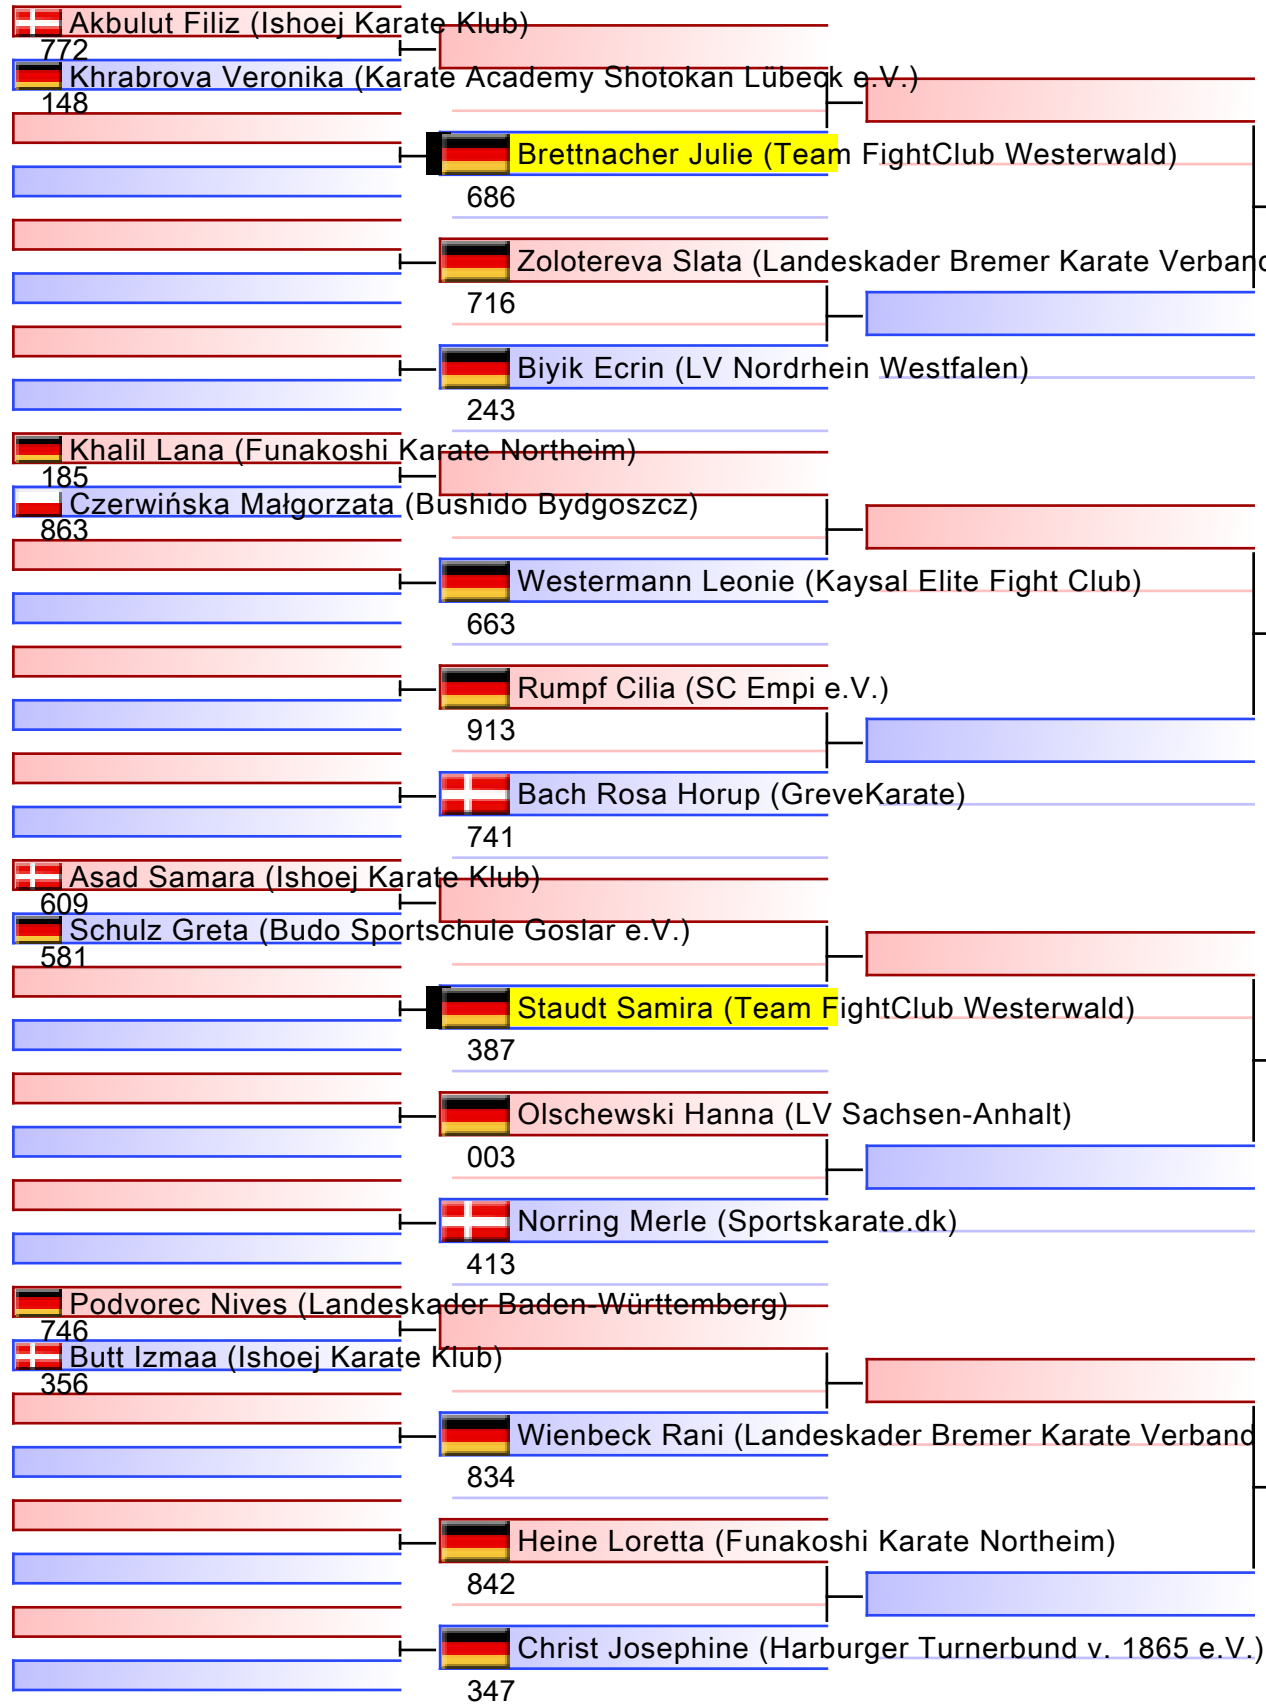 Akbulut Filiz (Ishoej Karate Klub)
772
Khrabrova Veronika (Karate Academy Shotokan Lübeck e.V.)
148
Brettnacher Julie (Team FightClub Westerwald)
686
Zolotereva Slata (Landeskader Bremer Karate Verband
716
Biyik Ecrin (LV Nordrhein Westfalen)
243
Khalil Lana (Funakoshi Karate Northeim)
185
Czerwińska Małgorzata (Bushido Bydgoszcz)
863
Westermann Leonie (Kaysal Elite Fight Club)
663
Rumpf Cilia (SC Empi e.V.)
913
Bach Rosa Horup (GreveKarate)
741
Asad Samara (Ishoej Karate Klub)
609
Schulz Greta (Budo Sportschule Goslar e.V.)
581
Staudt Samira (Team FightClub Westerwald)
387
Olschewski Hanna (LV Sachsen-Anhalt)
003
Norring Merle (Sportskarate.dk)
413
Podvorec Nives (Landeskader Baden-Württemberg)
746
Butt Izmaa (Ishoej Karate Klub)
356
Wienbeck Rani (Landeskader Bremer Karate Verband
834
Heine Loretta (Funakoshi Karate Northeim)
842
Christ Josephine (Harburger Turnerbund v. 1865 e.V.)
347